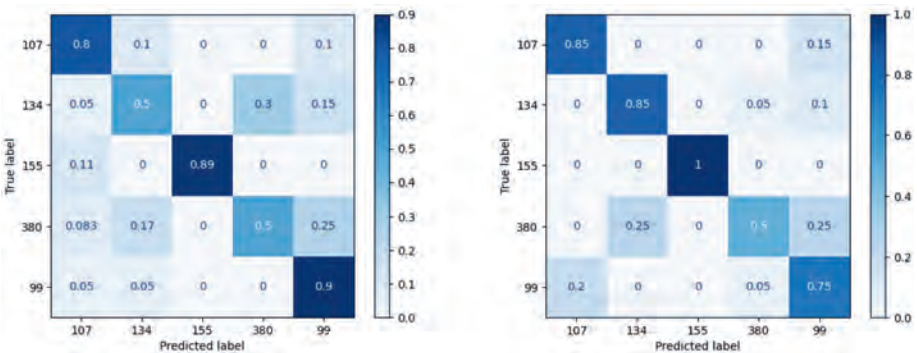 107 0.8 0.1 0 0 0.1
134 0.05 0.5 0 0.3 0.15
155 0.11 0 0.89 0 0
380 0.083 0.17 0 0.5 0.25
99 0.05 0.05 0 0 0.9
107 134 155 380 99
Predicted label
True label
0.9
0.8
0.7
0.6
0.5
0.4
0.3
0.2
0.1
0.0
107 0.85 0 0 0 0.15
134 0 0.85 0 0.05 0.1
155 0 0 1 0 0
380 0 0.25 0 0.5 0.25
99 0.2 0 0 0.05 0.75
107 134 155 380 99
Predicted label
True label
1.0
0.8
0.6
0.4
0.2
0.0